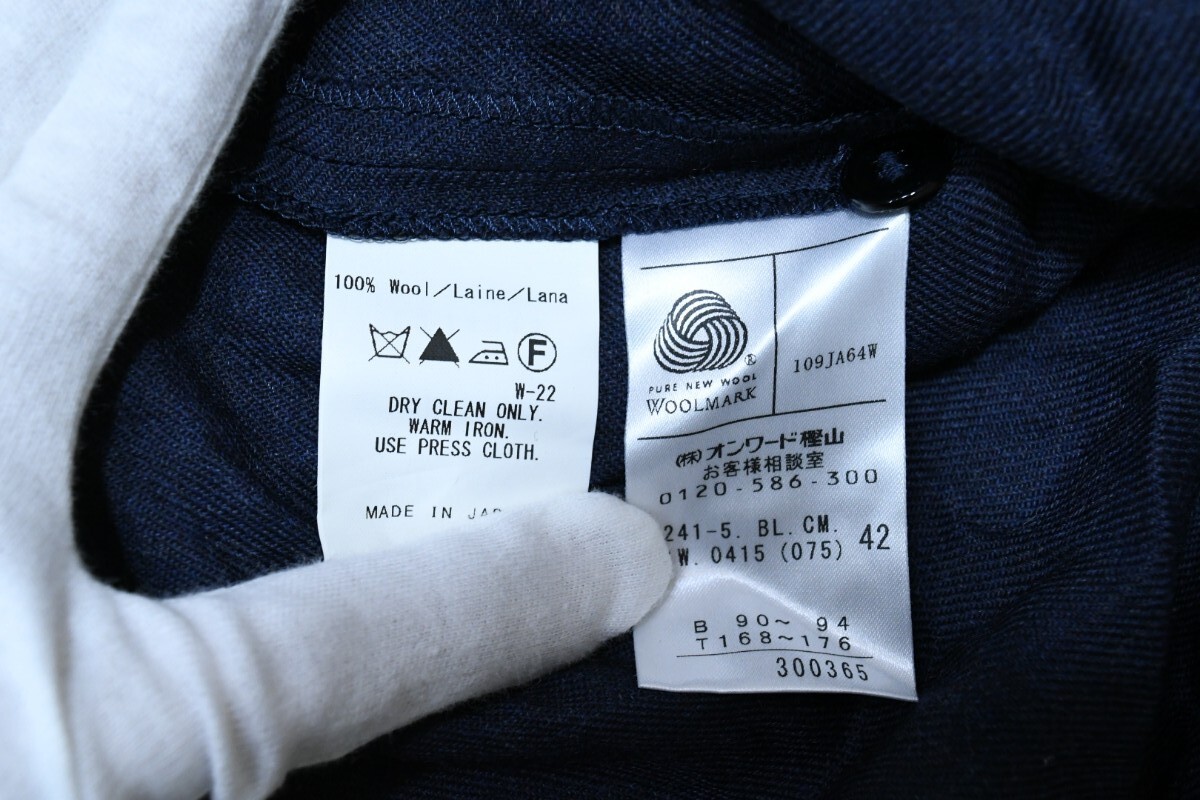 100% Wool/Laine/Lana
F
W-22
DRY CLEAN ONLY.
WARM IRON.
USE PRESS CLOTH.
MADE IN
®
PURE NEW WOOL
WOOLMARK
109JA64W
(株)オンワード樫山
お客様相談室
0120-586-300
241-5. BL. CM.
W. 0415 (075)
42
B 90〜 94
T 168〜176
300365